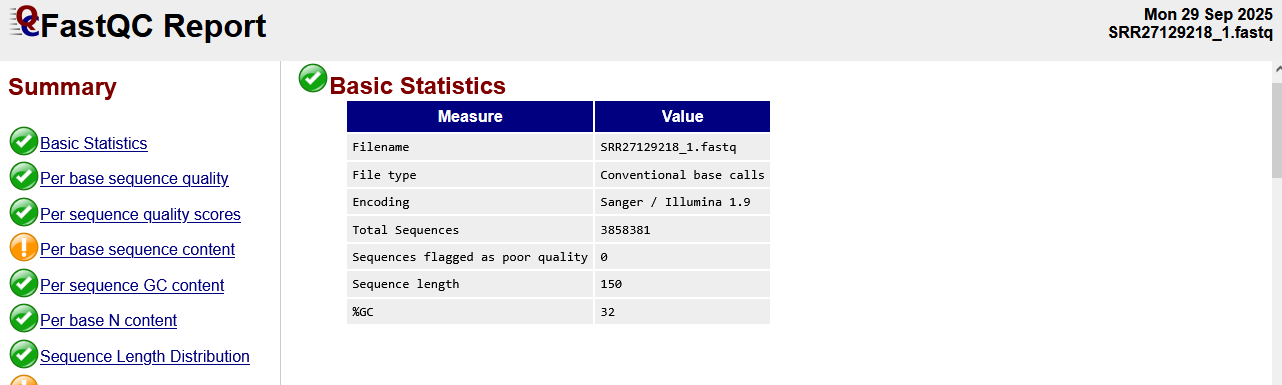 FastQC Report
Mon 29 Sep 2025
SRR27129218_1.fastq
Summary
Basic Statistics
Per base sequence quality
Per sequence quality scores
Per base sequence content
Per sequence GC content
Per base N content
Sequence Length Distribution
Basic Statistics
Measure Value
Filename SRR27129218_1.fastq
File type Conventional base calls
Encoding Sanger / Illumina 1.9
Total Sequences 3858381
Sequences flagged as poor quality 0
Sequence length 150
%GC 32